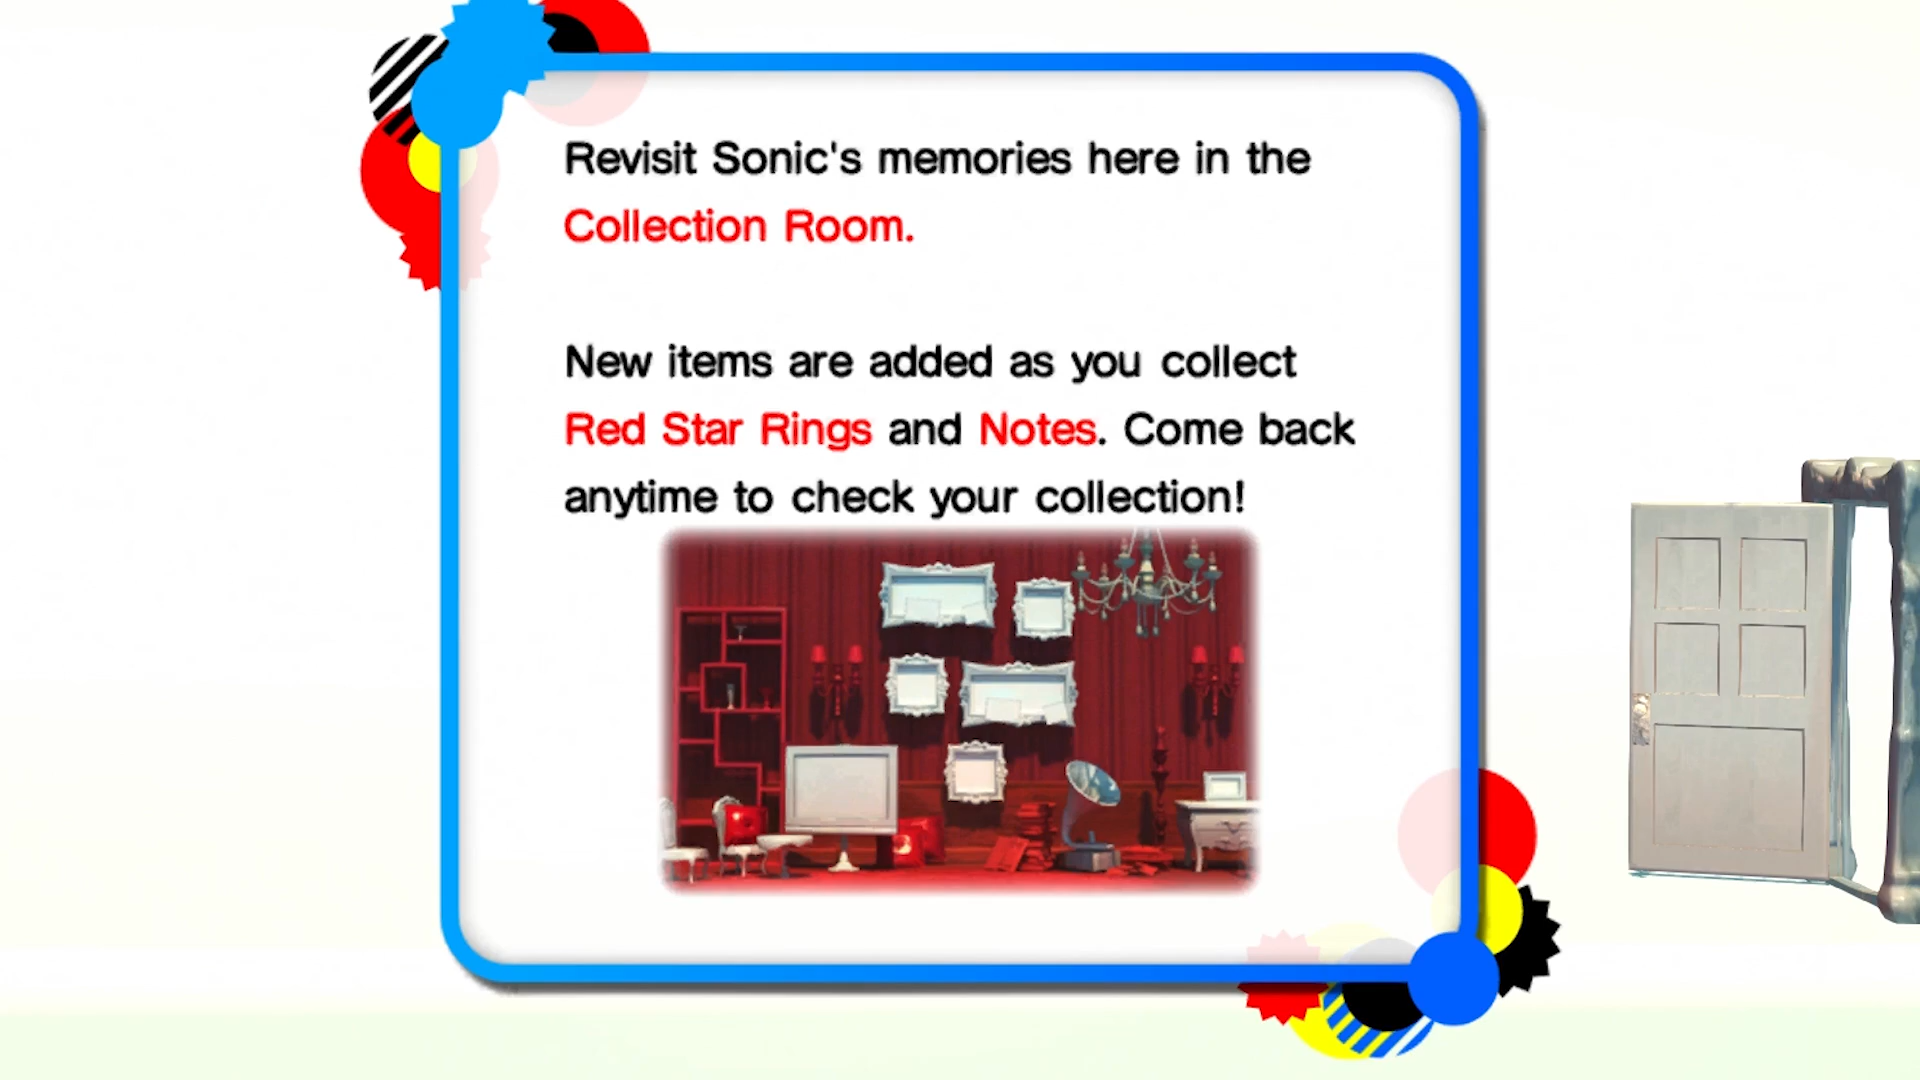 Revisit Sonic's memories here in the
Collection Room.
New items are added as you collect
Red Star Rings and Notes. Come back
anytime to check your collection!